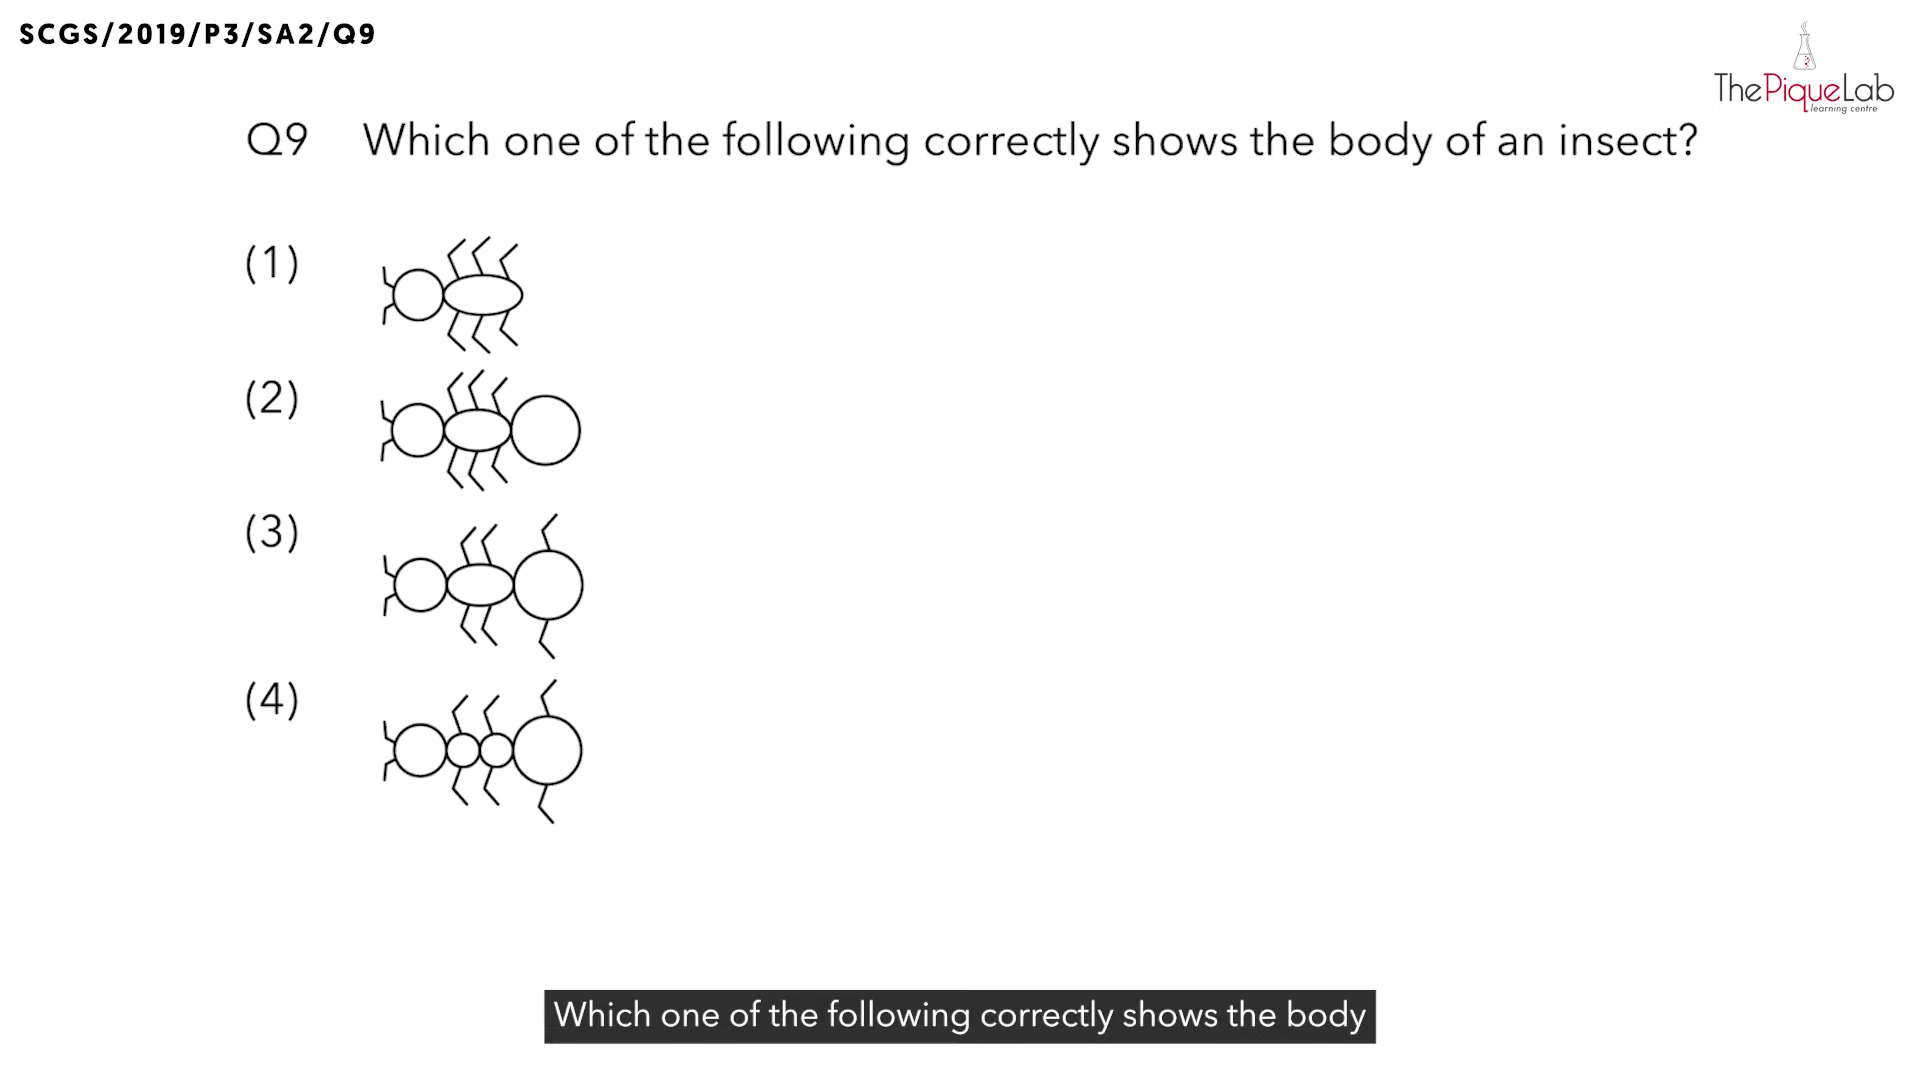 SCGS/2019/P3/SA2/Q9
ThePiqueLab
learning centre
Q9 Which one of the following correctly shows the body of an insect?
(1)
(2)
(3)
(4)
Which one of the following correctly shows the body